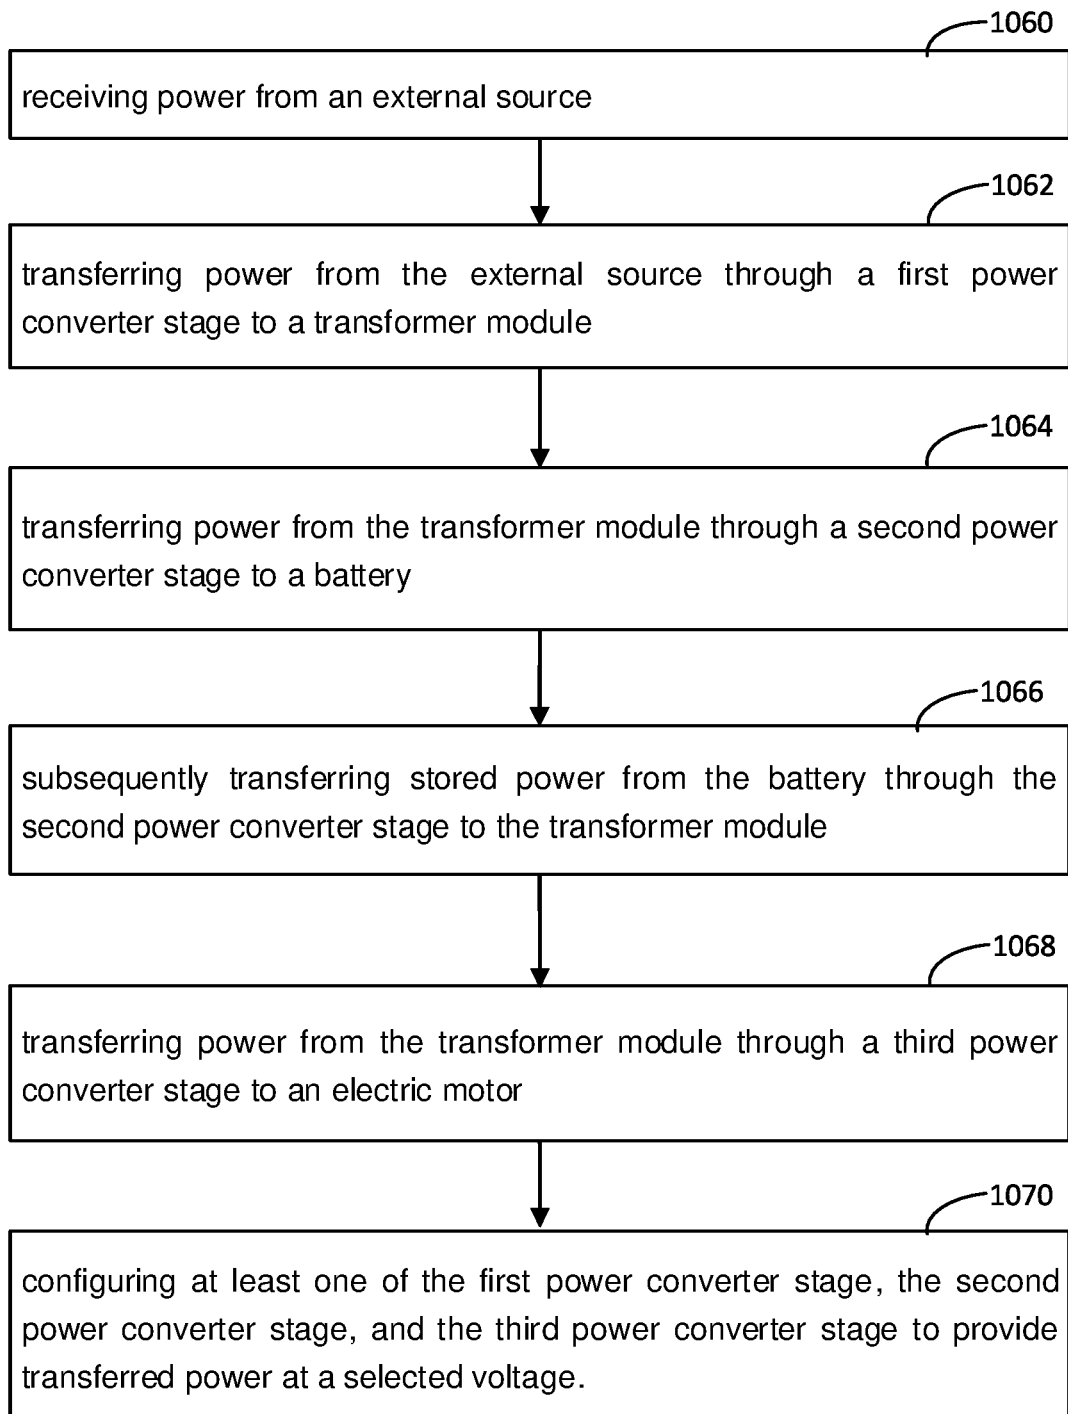 1060
receiving power from an external source
1062
transferring power from the external source through a first power
converter stage to a transformer module
1064
transferring power from the transformer module through a second power
converter stage to a battery
1066
subsequently transferring stored power from the battery through the
second power converter stage to the transformer module
1068
transferring power from the transformer module through a third power
converter stage to an electric motor
1070
configuring at least one of the first power converter stage, the second
power converter stage, and the third power converter stage to provide
transferred power at a selected voltage.